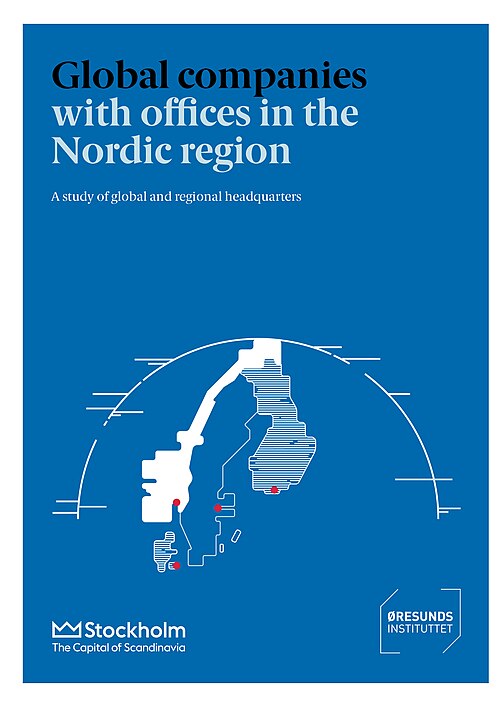 Global companies
with offices in the
Nordic region
A study of global and regional headquarters
Stockholm
The Capital of Scandinavia
ØRESUNDS
INSTITUTTET